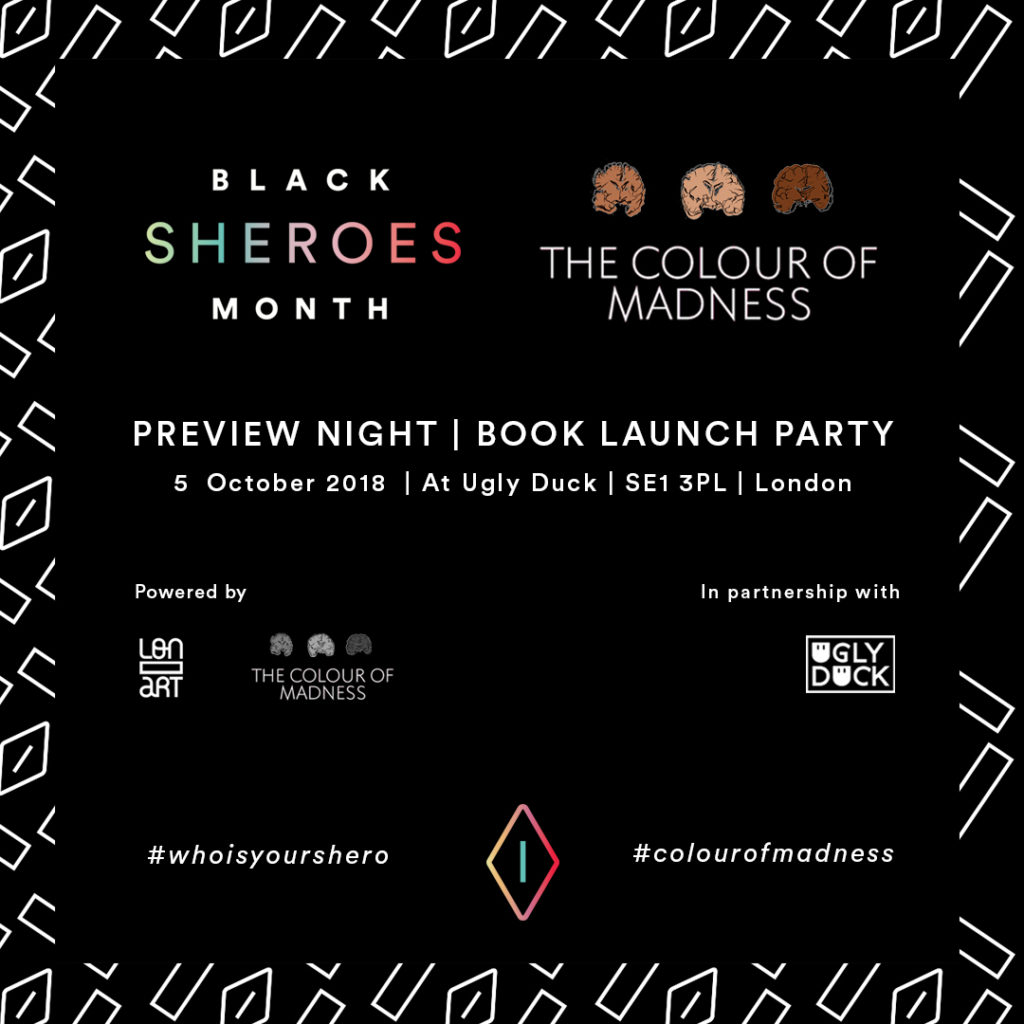 BLACK
SHEROES
MONTH
THE COLOUR OF
MADNESS
PREVIEW NIGHT | BOOK LAUNCH PARTY
5 October 2018 | At Ugly Duck | SE1 3PL | London
Powered by
In partnership with
LON
ART
THE COLOUR OF
MADNESS
UGLY
DUCK
#whoisyourshero
#colourofmadness